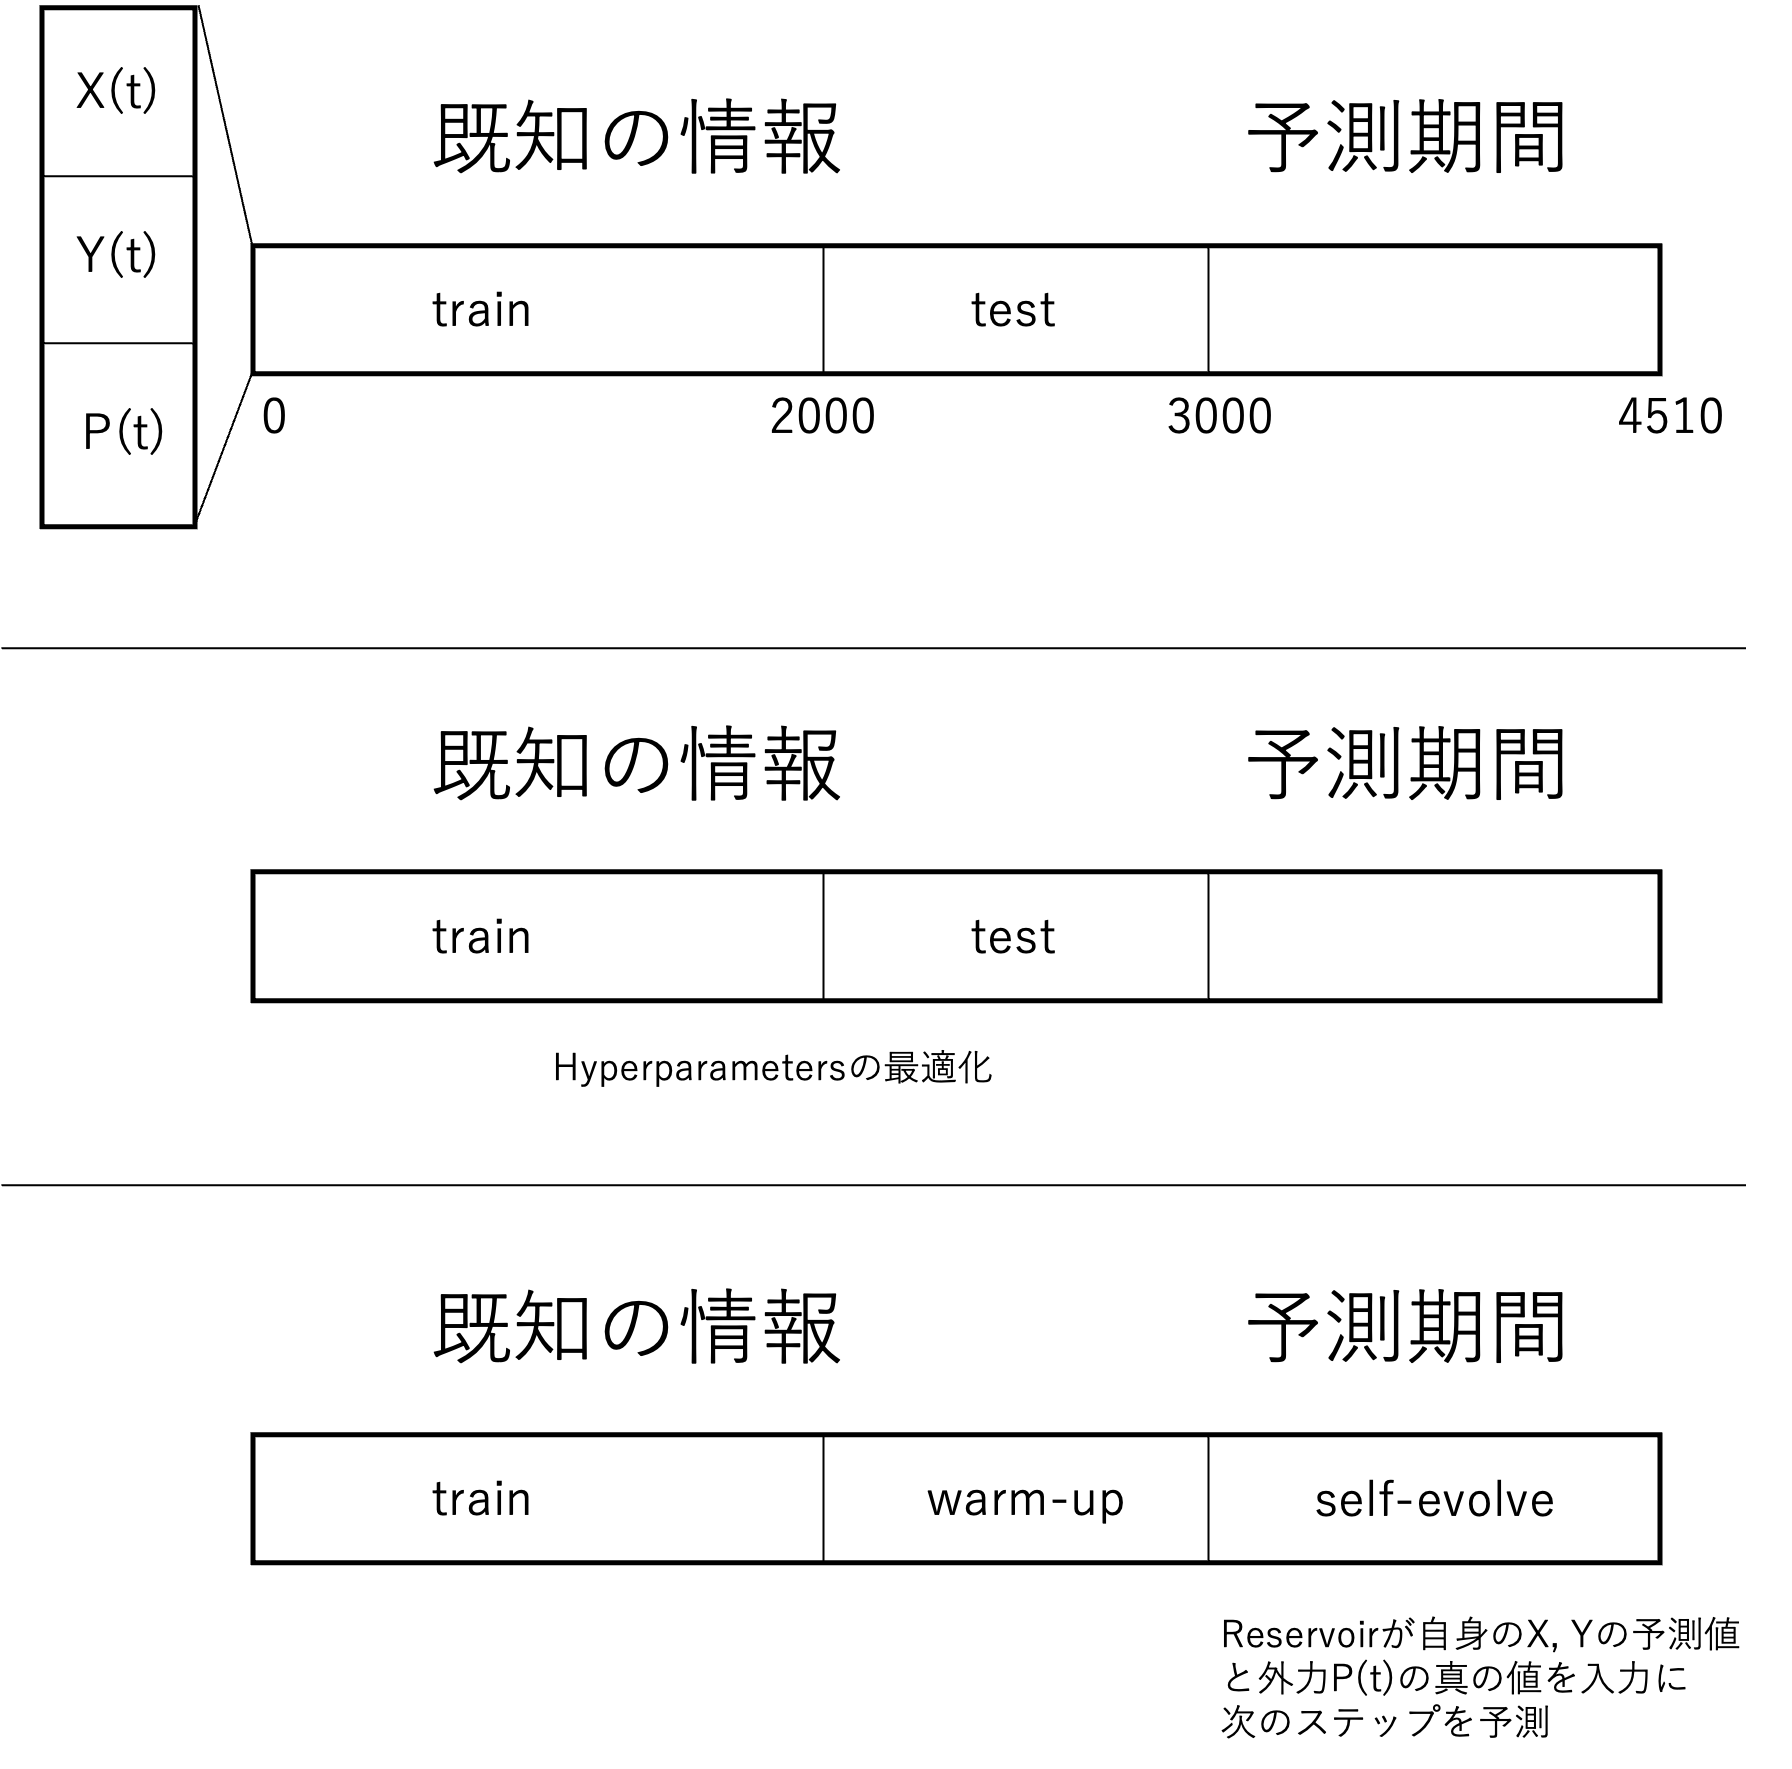 X(t)
Y(t)
P(t)
既知の情報
予測期間
train
test
0
2000
3000
4510
既知の情報
予測期間
train
test
Hyperparametersの最適化
既知の情報
予測期間
train
warm-up
self-evolve
Reservoirが自身のX, Yの予測値
と外力P(t)の真の値を入力に
次のステップを予測